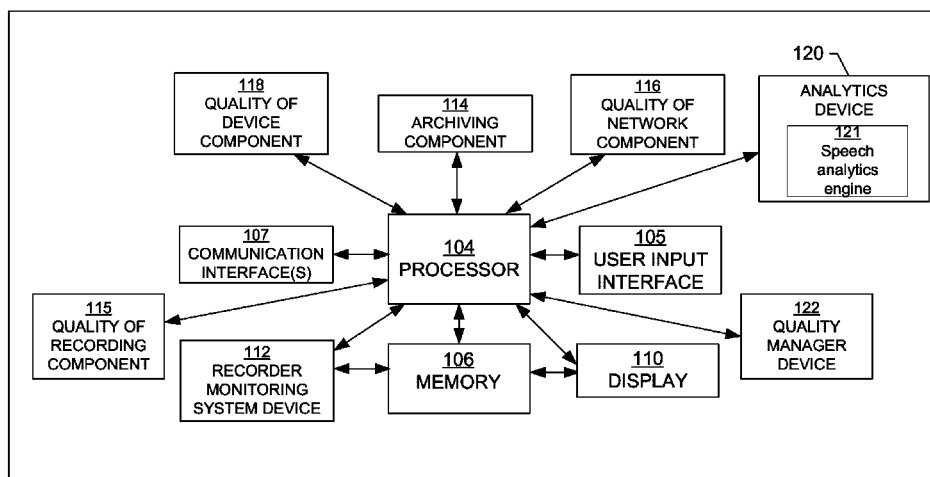 120
118
QUALITY OF
DEVICE
COMPONENT
114
ARCHIVING
COMPONENT
116
QUALITY OF
NETWORK
COMPONENT
ANALYTICS
DEVICE
121
Speech
analytics
engine
107
COMMUNICATION
INTERFACE(S)
104
PROCESSOR
105
USER INPUT
INTERFACE
115
QUALITY OF
RECORDING
COMPONENT
112
RECORDER
MONITORING
SYSTEM DEVICE
106
MEMORY
110
DISPLAY
122
QUALITY
MANAGER
DEVICE